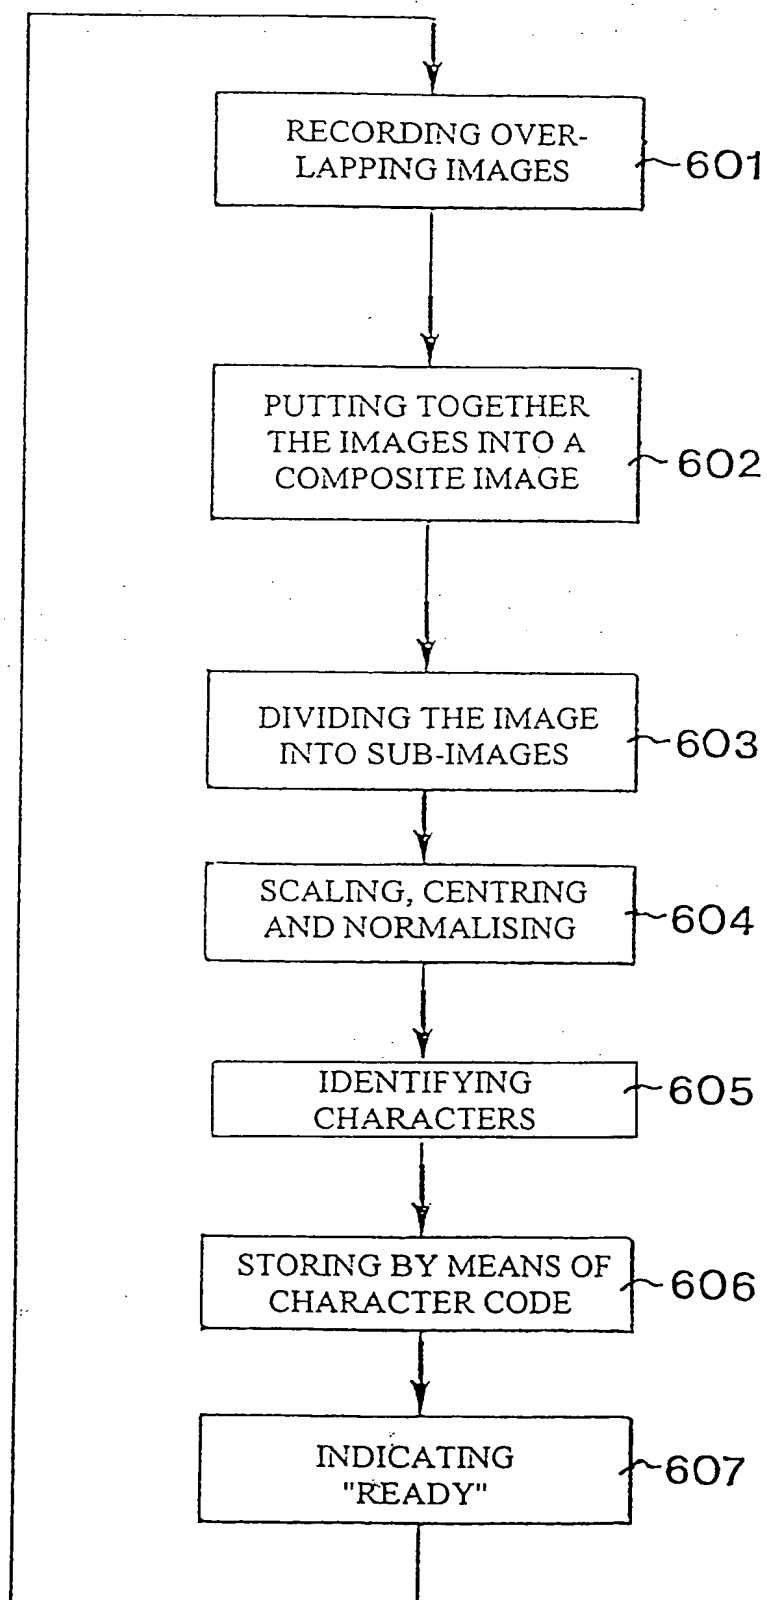 RECORDING OVER-
LAPPING IMAGES
601
PUTTING TOGETHER
THE IMAGES INTO A
COMPOSITE IMAGE
602
DIVIDING THE IMAGE
INTO SUB-IMAGES
603
SCALING, CENTRING
AND NORMALISING
604
IDENTIFYING
CHARACTERS
605
STORING BY MEANS OF
CHARACTER CODE
606
INDICATING
"READY"
607